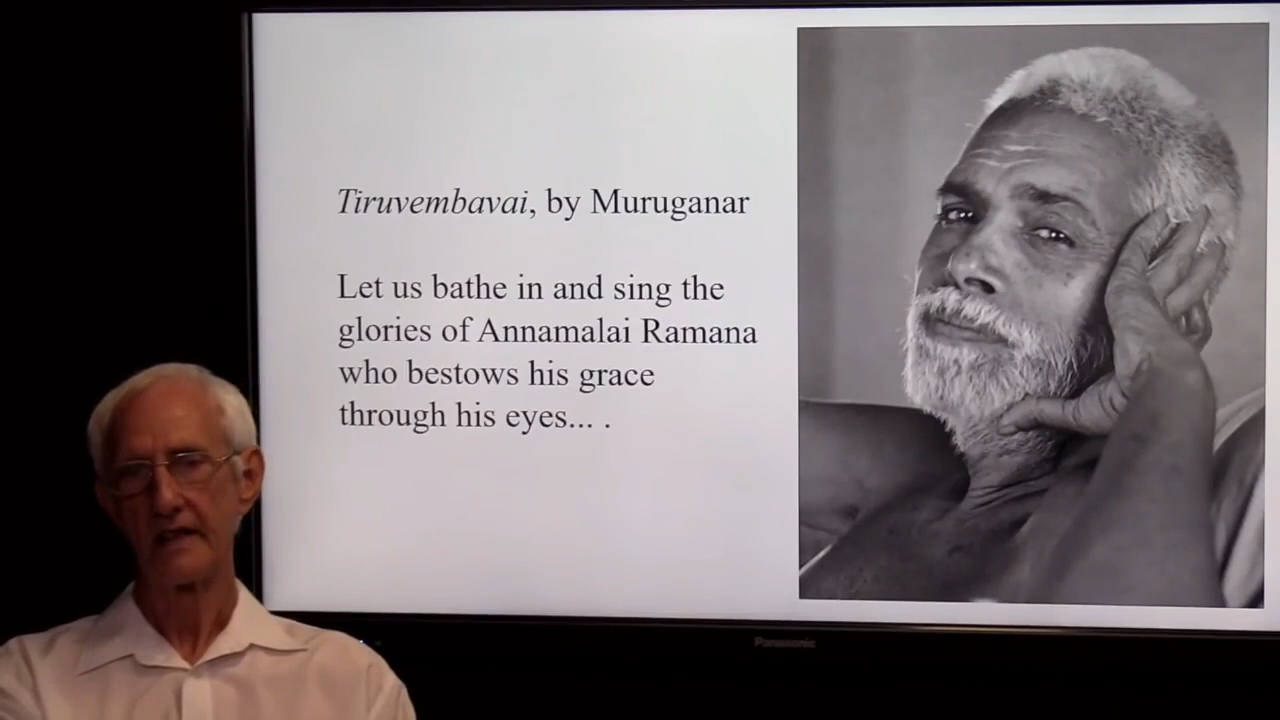 Tiruvembavai, by Muruganar
Let us bathe in and sing the
glories of Annamalai Ramana
who bestows his grace
through his eyes... .
Panasonic